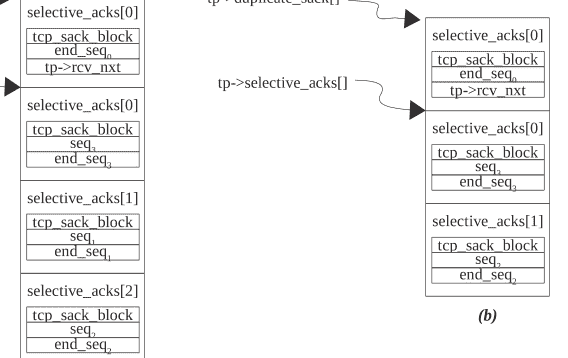 selective_acks[0]
tcp_sack_block
end_seq0
tp->rcv_nxt
selective_acks[0]
tcp_sack_block
seq3
end_seq3
selective_acks[1]
tcp_sack_block
seq1
end_seq1
selective_acks[2]
tcp_sack_block
seq2
end_seq2
tp->duplicate_sack[]
tp->selective_acks[]
selective_acks[0]
tcp_sack_block
end_seq0
tp->rcv_nxt
selective_acks[0]
tcp_sack_block
seq3
end_seq3
selective_acks[1]
tcp_sack_block
seq2
end_seq2
(b)